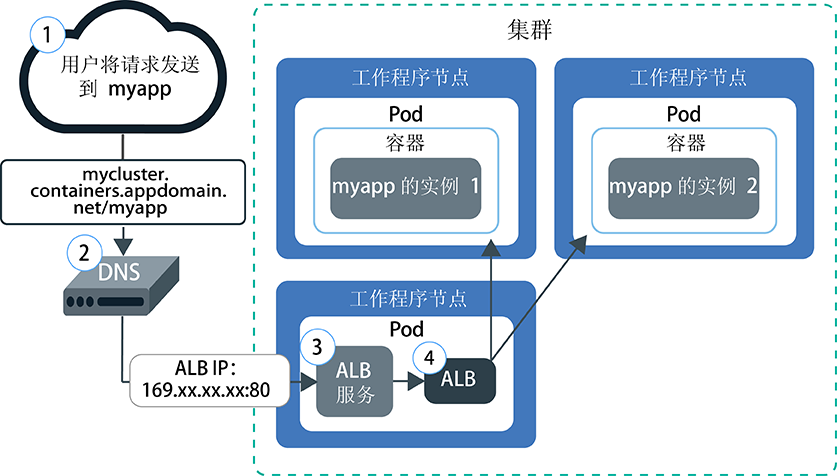 1
用户将请求发送
到 myapp
mycluster.
containers.appdomain.
net/myapp
2
DNS
ALB IP:
169.xx.xx.xx:80
集群
工作程序节点
Pod
容器
myapp 的实例 1
工作程序节点
Pod
容器
myapp 的实例 2
工作程序节点
Pod
3
ALB
服务
4
ALB